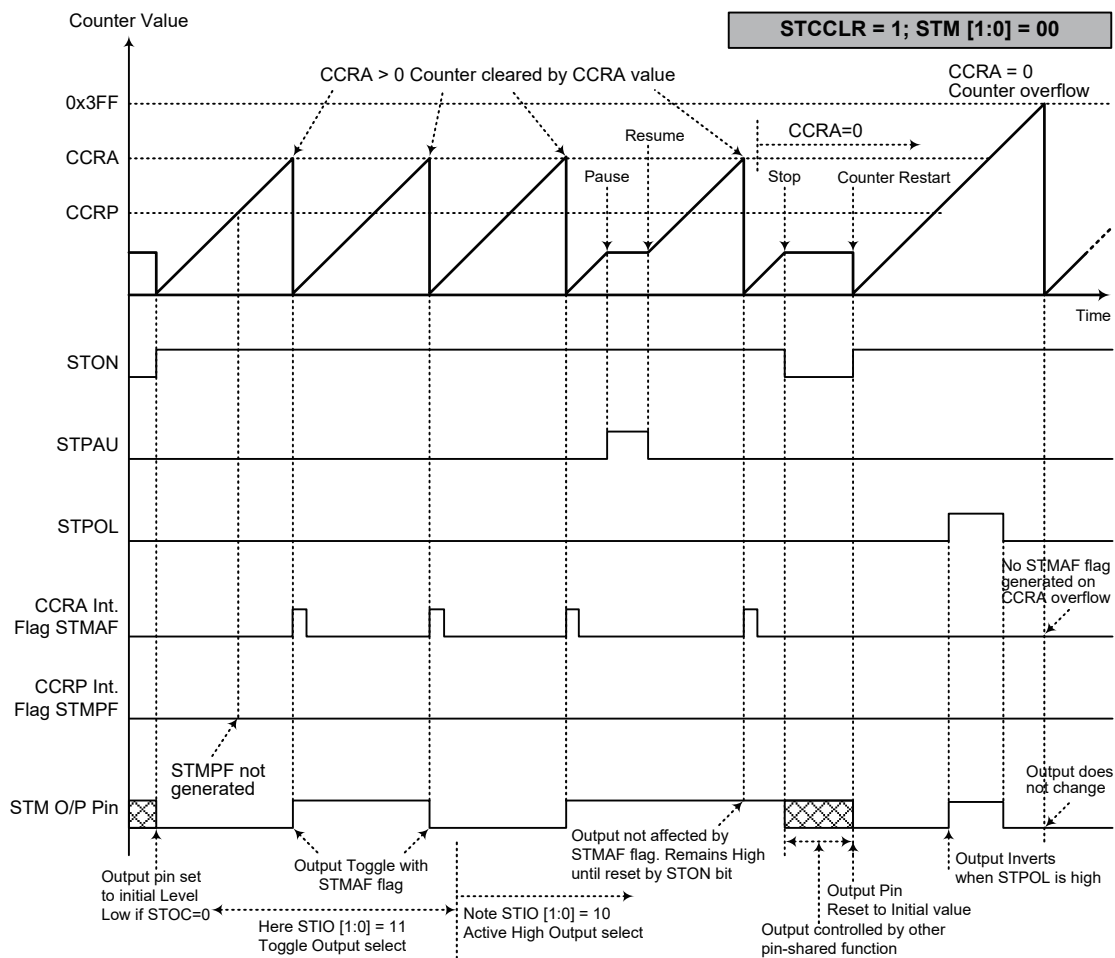 Counter Value
STCCLR = 1; STM [1:0] = 00
CCRA > 0 Counter cleared by CCRA value
CCRA = 0
Counter overflow
0x3FF
CCRA=0
Resume
CCRA
Pause
Stop
Counter Restart
CCRP
Time
STON
STPAU
STPOL
No STMAF flag
generated on
CCRA overflow
CCRA Int.
Flag STMAF
CCRP Int.
Flag STMPF
STMPF not
generated
Output does
not change
STM O/P Pin
Output not affected by
STMAF flag. Remains High
until reset by STON bit
Output Toggle with
STMAF flag
Output Inverts
when STPOL is high
Output pin set
to initial Level
Low if STOC=0
Output Pin
Reset to Initial value
Here STIO [1:0] = 11
Toggle Output select
Note STIO [1:0] = 10
Active High Output select
Output controlled by other
pin-shared function